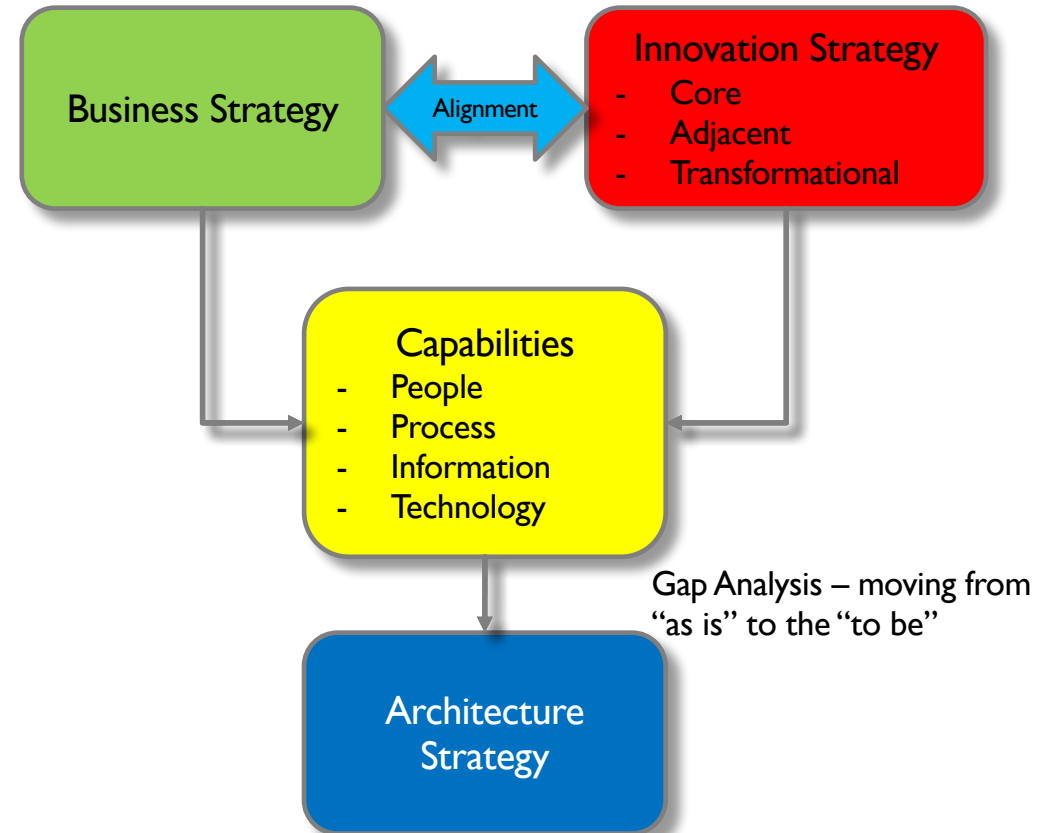 Business Strategy
Alignment
Innovation Strategy
- Core
- Adjacent
- Transformational
Capabilities
- People
- Process
- Information
- Technology
Gap Analysis – moving from
“as is” to the “to be”
Architecture
Strategy